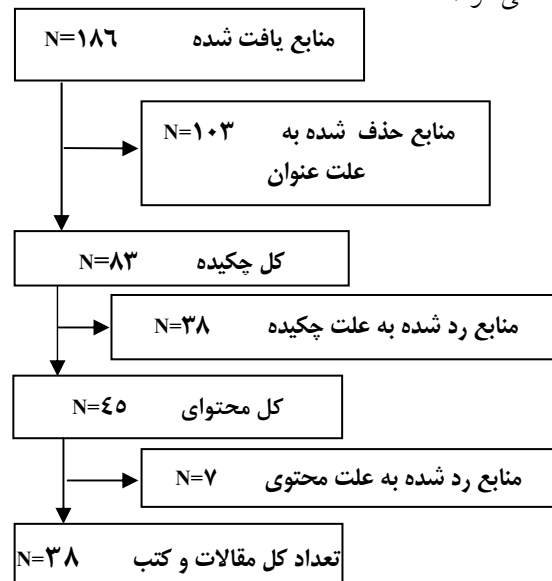 منابع یافت شده N=۱۸٦
منابع حذف شده به N=۱۰۳
علت عنوان
کل چکیده N=۸۳
منابع رد شده به علت چکیده N=۳۸
کل محتوای N=٤٥
منابع رد شده به علت محتوی N=۷
تعداد کل مقالات و کتب N=۳۸